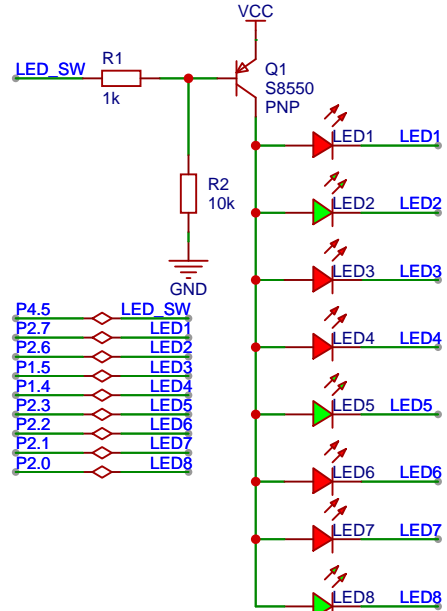 VCC
LED_SW
R1
1k
Q1
S8550
PNP
R2
10k
GND
LED1 LED1
LED2 LED2
LED3 LED3
LED4 LED4
LED5 LED5
LED6 LED6
LED7 LED7
LED8 LED8
P4.5 LED_SW
P2.7 LED1
P2.6 LED2
P1.5 LED3
P1.4 LED4
P2.3 LED5
P2.2 LED6
P2.1 LED7
P2.0 LED8